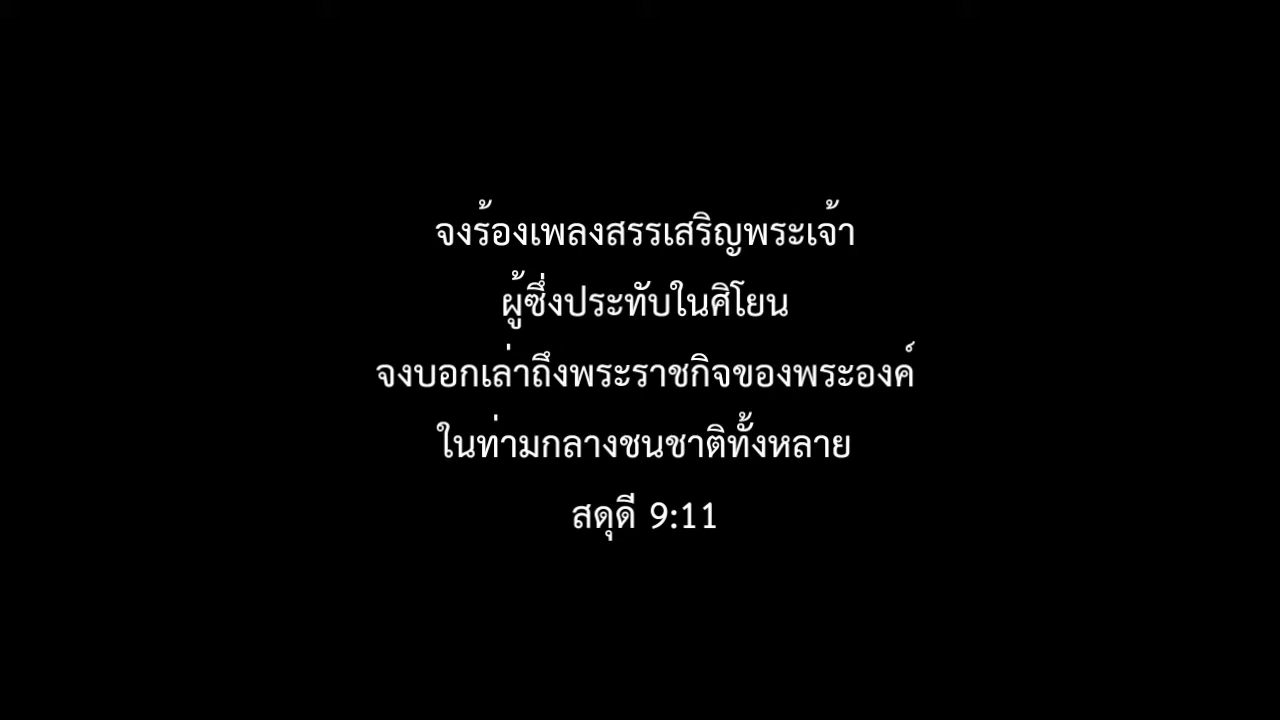 จงร้องเพลงสรรเสริญพระเจ้า
ผู้ซึ่งประทับในศิโยน
จงบอกเล่าถึงพระราชกิจของพระองค์
ในท่ามกลางชนชาติทั้งหลาย
สดุดี 9:11